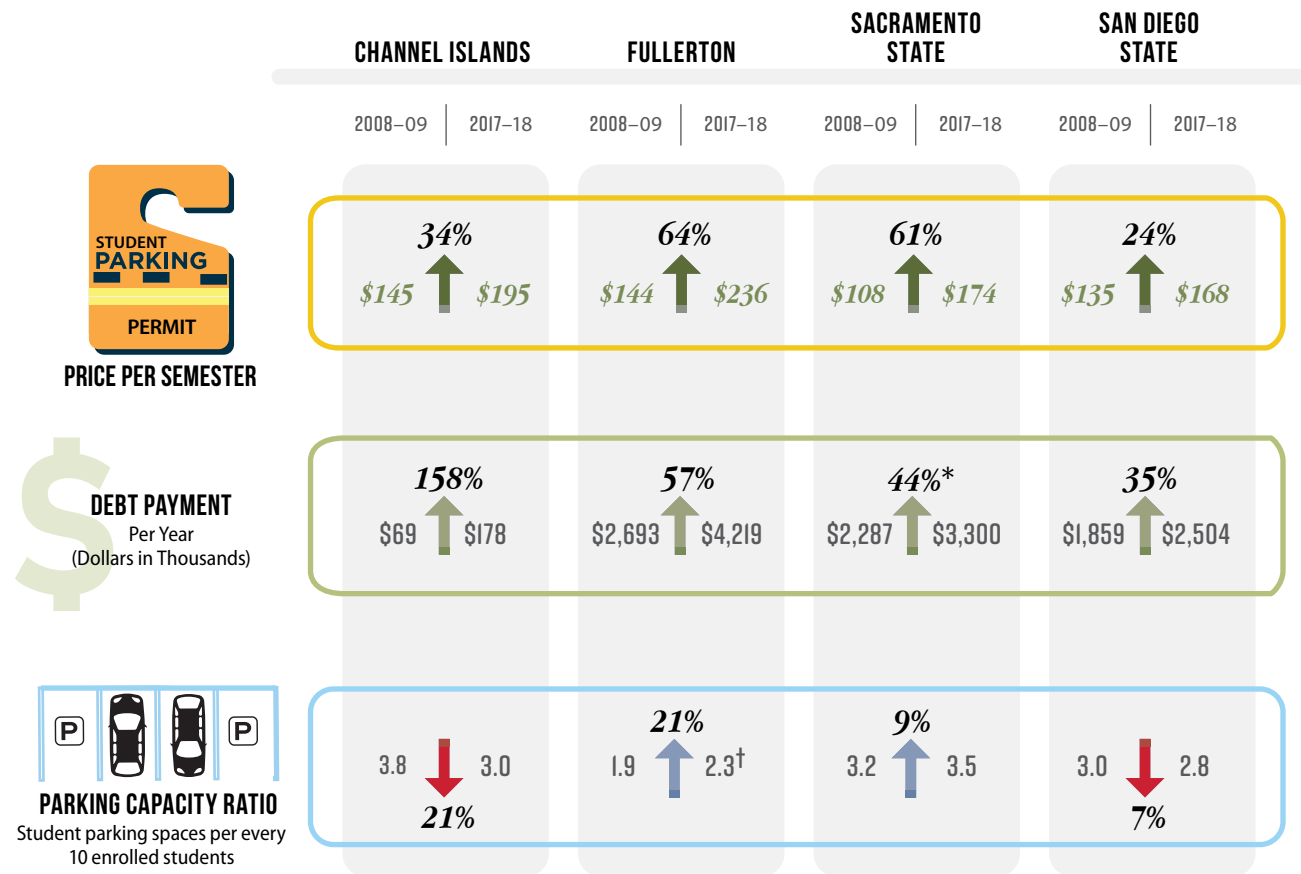 CHANNEL ISLANDS
FULLERTON
SACRAMENTO
STATE
SAN DIEGO
STATE
2008–09 2017–18
2008–09 2017–18
2008–09 2017–18
2008–09 2017–18
STUDENT
PARKING
PERMIT
PRICE PER SEMESTER
34%
$145 $195
64%
$144 $236
61%
$108 $174
24%
$135 $168
$
DEBT PAYMENT
Per Year
(Dollars in Thousands)
158%
$69 $178
57%
$2,693 $4,219
44%*
$2,287 $3,300
35%
$1,859 $2,504
P P
PARKING CAPACITY RATIO
Student parking spaces per every
10 enrolled students
3.8 3.0
21%
21%
1.9 2.3†
9%
3.2 3.5
3.0 2.8
7%